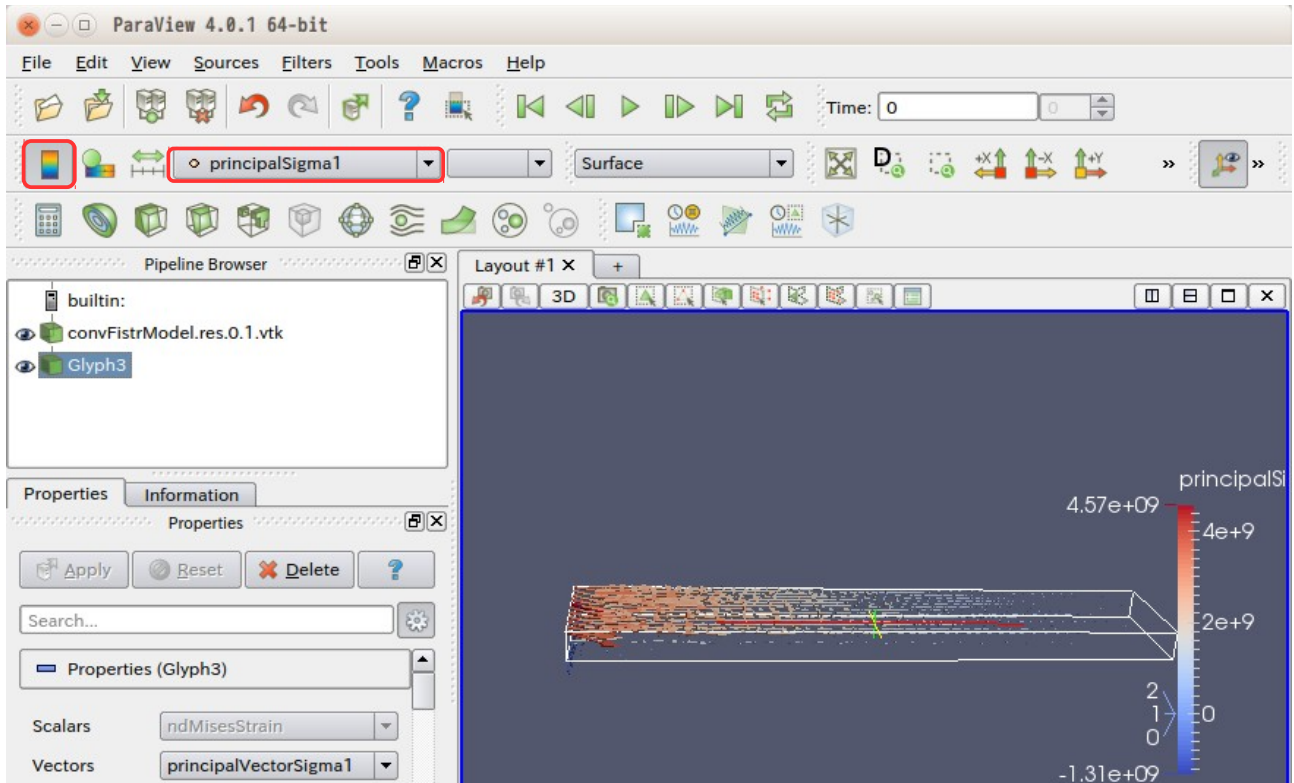 ParaView 4.0.1 64-bit
File Edit View Sources Filters Tools Macros Help
Time: 0 0
principalSigma1 Surface D +X -X +Y » »
Pipeline Browser Layout #1 +
builtin: 3D
convFistrModel.res.0.1.vtk
Glyph3
Properties Information
Properties
Apply Reset Delete ?
Search...
Properties (Glyph3)
Scalars ndMisesStrain
Vectors principalVectorSigma1
principalSi
4.57e+09
4e+9
2e+9
2
1
0
0
-1.31e+09